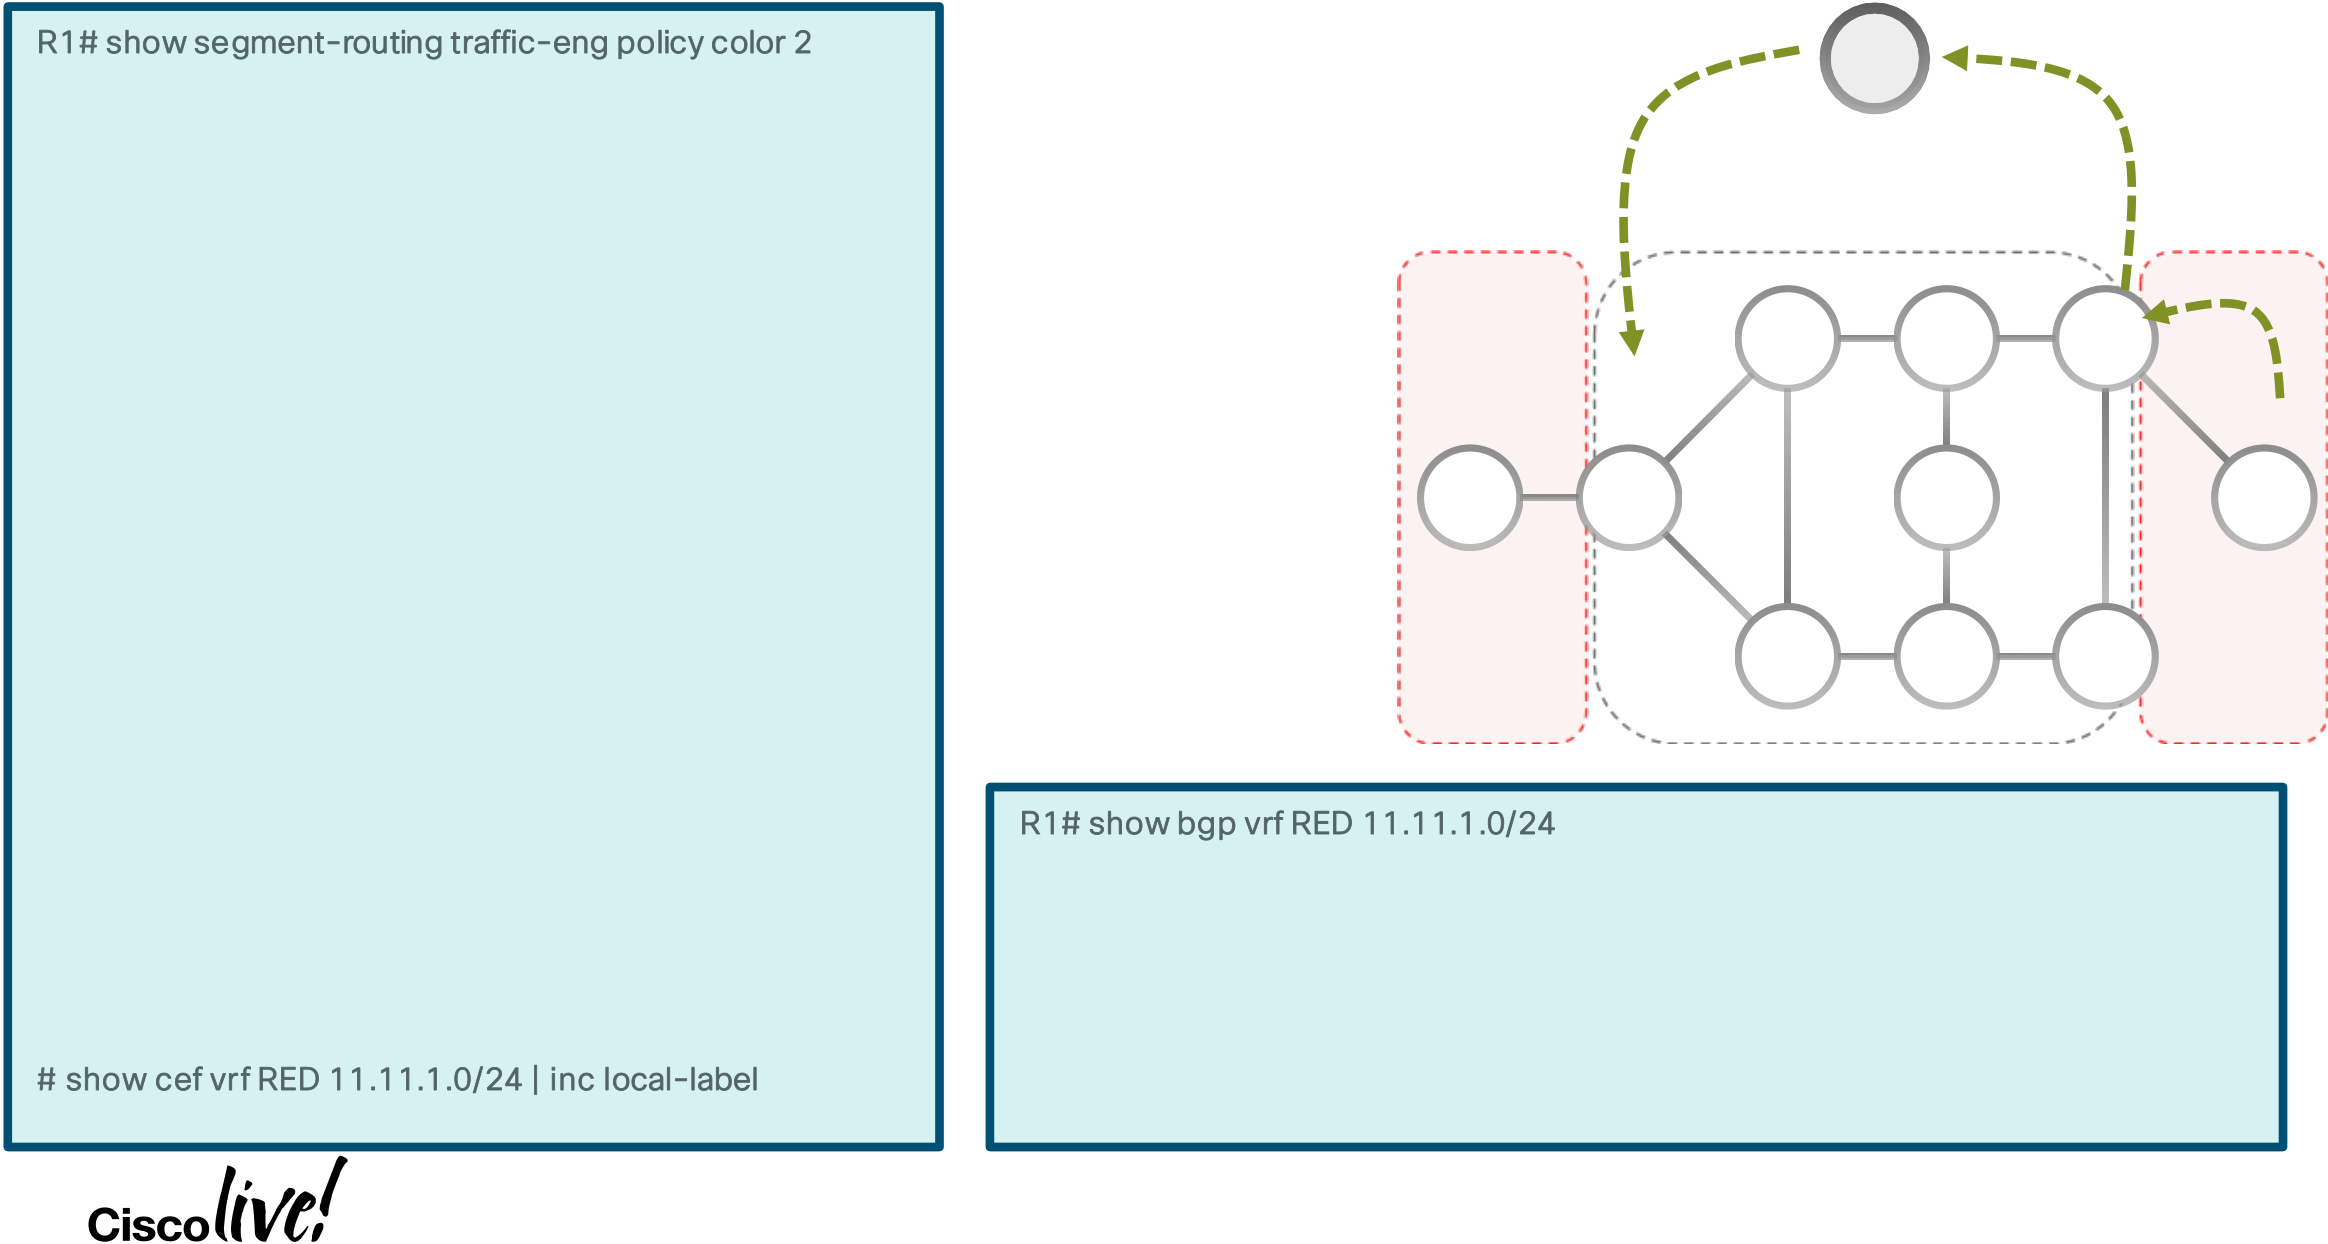 R1# show segment-routing traffic-eng policy color 2
# show cef vrf RED 11.11.1.0/24 | inc local-label
R1# show bgp vrf RED 11.11.1.0/24
Cisco live!